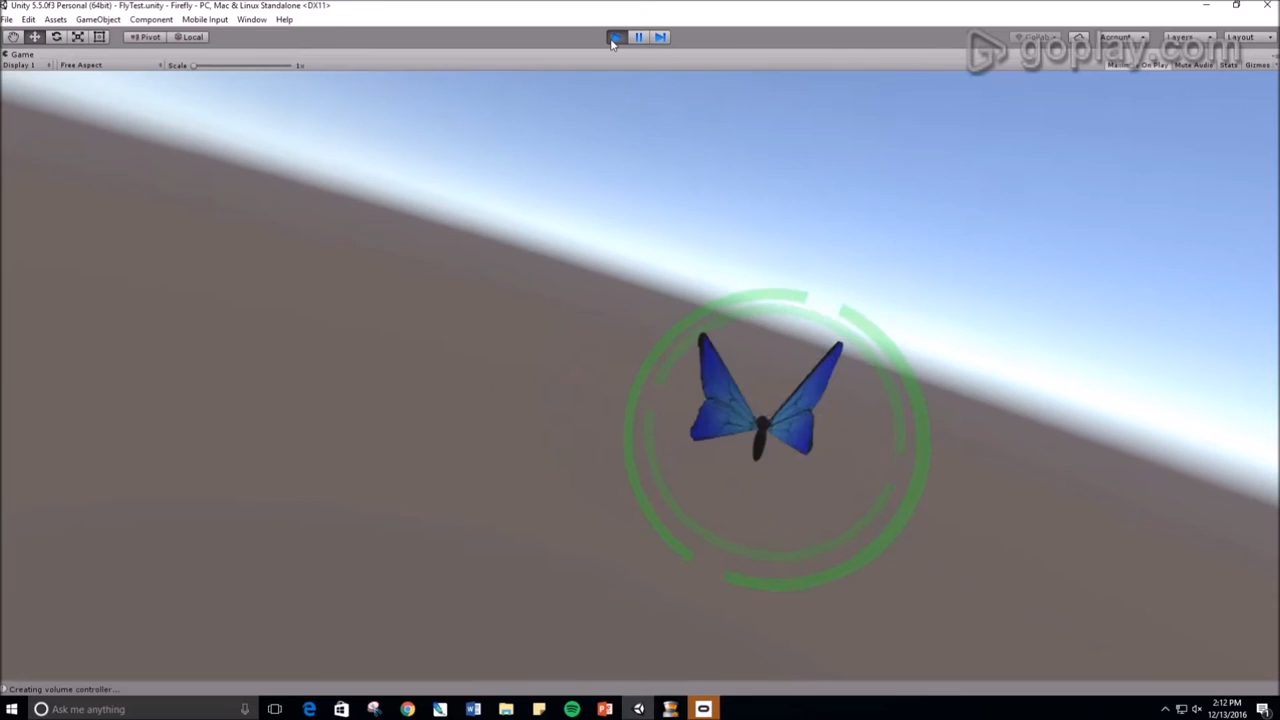 Unity 5.5.0f3 Personal (64bit) - FlyTest.unity - Firefly - PC, Mac & Linux Standalone <DX11>
File Edit Assets GameObject Component Mobile Input Window Help
Pivot Local Collab Account Layers Layout
goplay.com
Game
Display 1 Free Aspect Scale 1x On Play Mute Audio Stats Gizmos
Creating volume controller...
Ask me anything
2:12 PM
12/13/2016